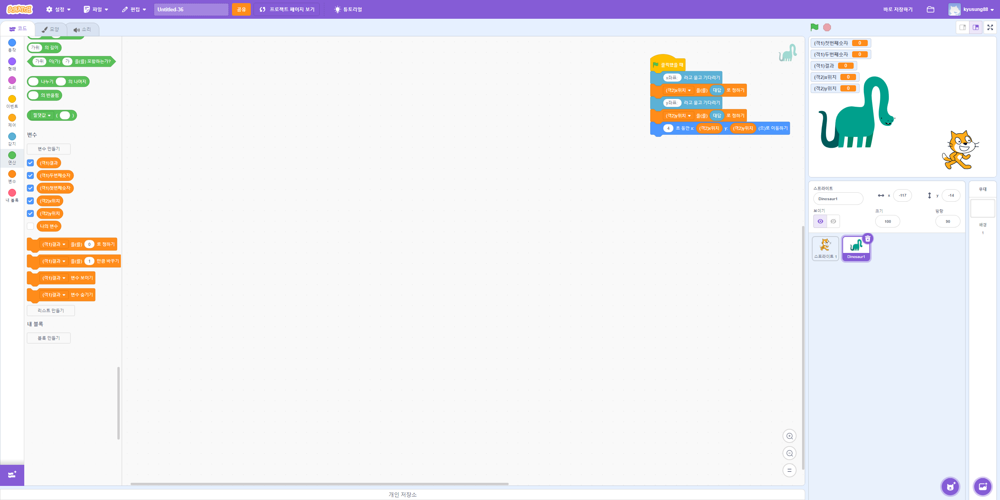 SCRATCH 설정 파일 편집 Untitled-36 공유 프로젝트 페이지 보기 튜토리얼 바로 저장하기 kyusung88
코드 모양 소리
동작
형태
소리
이벤트
제어
감지
연산
변수
내 블록
가위 의 길이
가위 이(가) 가 을(를) 포함하는가?
나누기 의 나머지
의 반올림
절댓값 ( )
변수
변수 만들기
(객1)결과
(객1)두번째숫자
(객1)첫번째숫자
(객2)x위치
(객2)y위치
나의 변수
(객1)결과 을(를) 0 로 정하기
(객1)결과 을(를) 1 만큼 바꾸기
(객1)결과 변수 보이기
(객1)결과 변수 숨기기
리스트 만들기
내 블록
블록 만들기
클릭했을 때
x좌표: 라고 묻고 기다리기
(객2)x위치 을(를) 대답 로 정하기
y좌표: 라고 묻고 기다리기
(객2)y위치 을(를) 대답 로 정하기
4 초 동안 x: (객2)x위치 y: (객2)y위치 (으)로 이동하기
개인 저장소
(객1)첫번째숫자 0
(객1)두번째숫자 0
(객1)결과 0
(객2)x위치 0
(객2)y위치 0
스프라이트
Dinosaur1 x -117 y -14
보이기 크기 방향
100 90
스프라이트 1 Dinosaur1
무대
배경
1